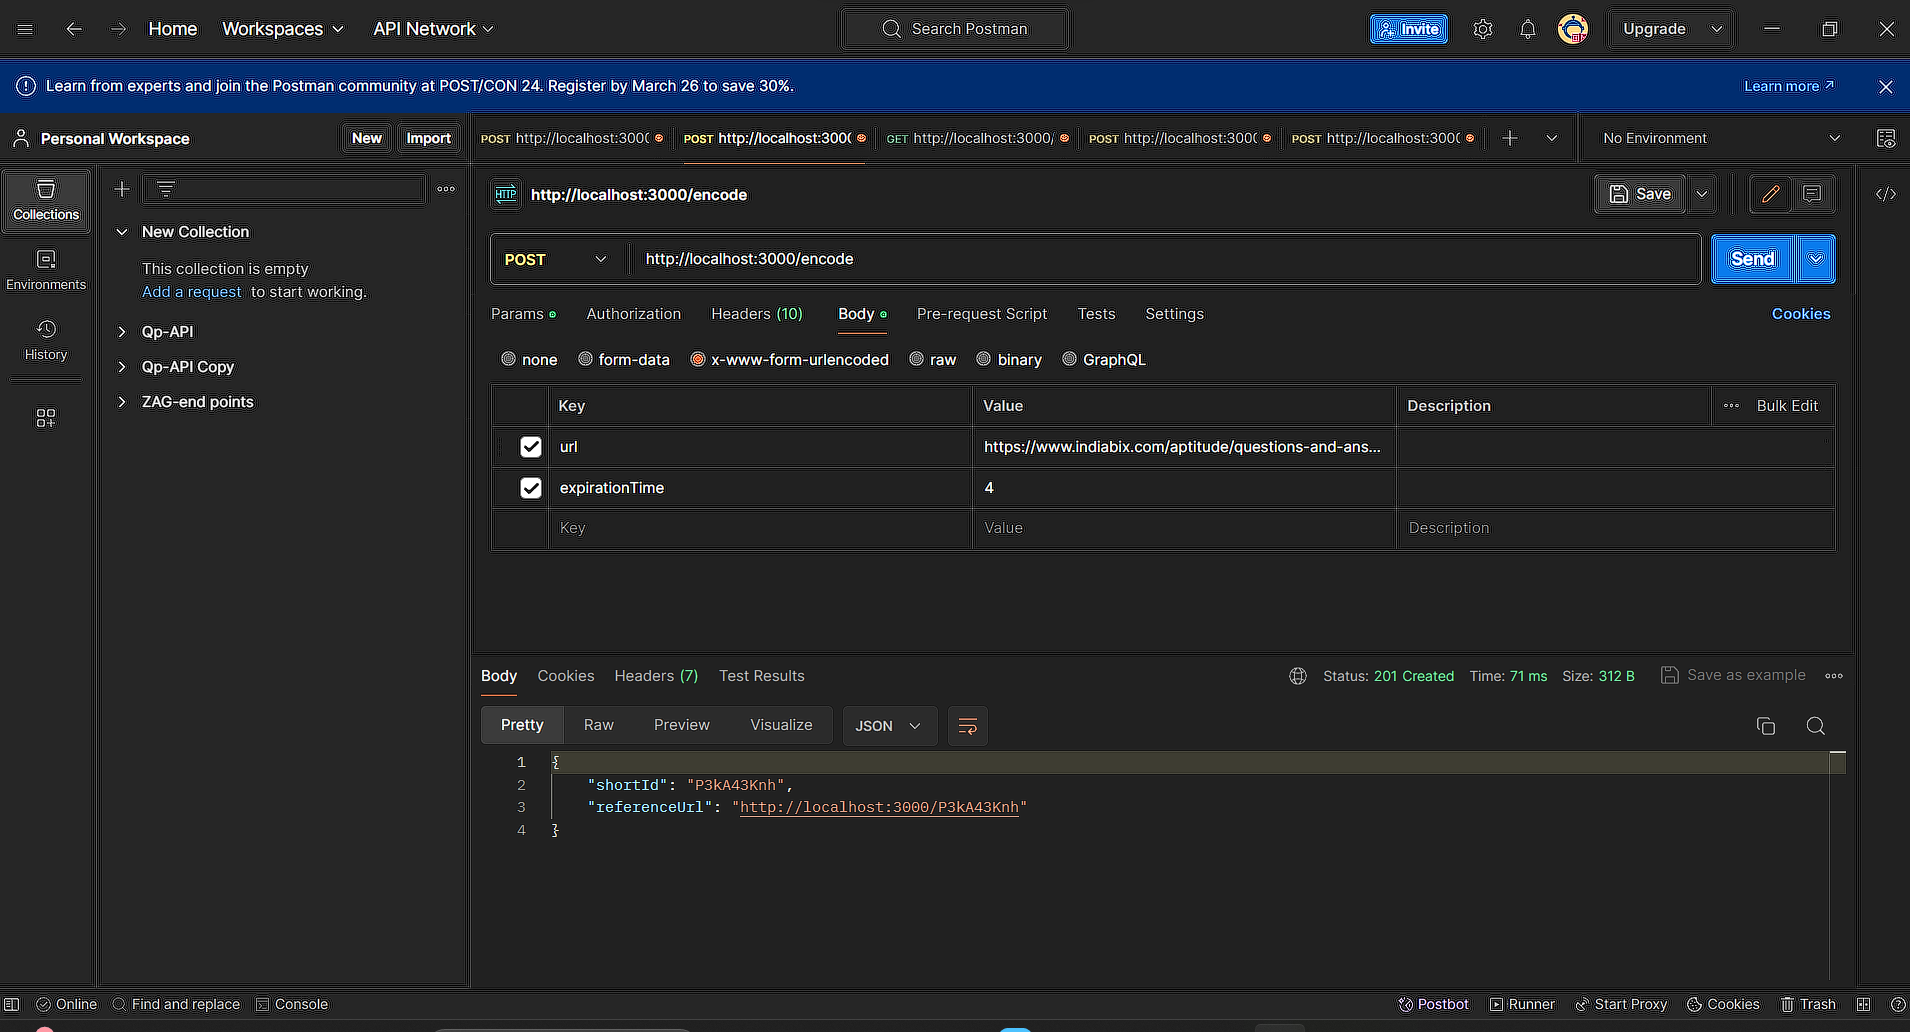 Home Workspaces API Network Search Postman Invite Upgrade
Learn from experts and join the Postman community at POST/CON 24. Register by March 26 to save 30%. Learn more
Personal Workspace New Import
POST http://localhost:3000 POST http://localhost:3000 GET http://localhost:3000/ POST http://localhost:3000 POST http://localhost:3000 No Environment
Collections
Environments
History
New Collection
This collection is empty
Add a request to start working.
Qp-API
Qp-API Copy
ZAG-end points
HTTP http://localhost:3000/encode Save
POST http://localhost:3000/encode Send
Params Authorization Headers (10) Body Pre-request Script Tests Settings Cookies
none form-data x-www-form-urlencoded raw binary GraphQL
Key Value Description Bulk Edit
url https://www.indiabix.com/aptitude/questions-and-ans...
expirationTime 4
Key Value Description
Body Cookies Headers (7) Test Results Status: 201 Created Time: 71 ms Size: 312 B Save as example
Pretty Raw Preview Visualize JSON
1 {
2 "shortId": "P3kA43Knh",
3 "referenceUrl": "http://localhost:3000/P3kA43Knh"
4 }
Online Find and replace Console Postbot Runner Start Proxy Cookies Trash